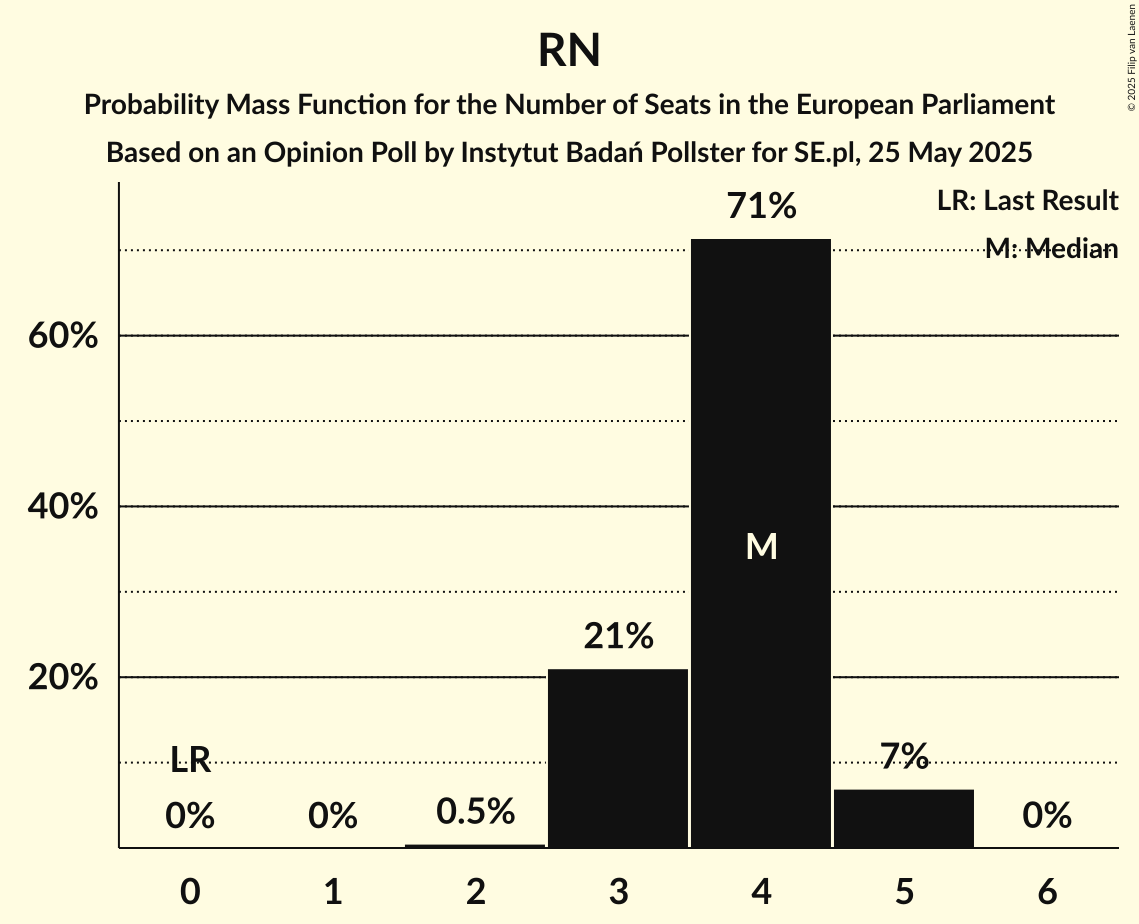 RN
Probability Mass Function for the Number of Seats in the European Parliament
Based on an Opinion Poll by Instytut Badań Pollster for SE.pl, 25 May 2025
© 2025 Filip van Laenen
LR: Last Result
M: Median
71%
60%
40%
M
21%
20%
LR
7%
0%
0%
0.5%
0%
0
1
2
3
4
5
6